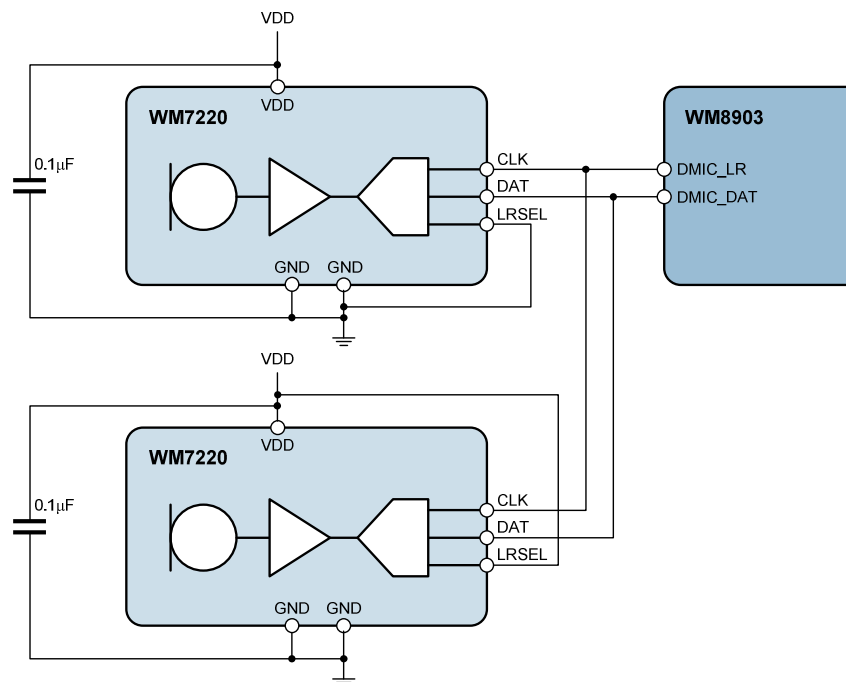 VDD
VDD
WM7220
WM8903
0.1μF
CLK
DMIC_LR
DAT
DMIC_DAT
LRSEL
GND GND
VDD
VDD
WM7220
0.1μF
CLK
DAT
LRSEL
GND GND